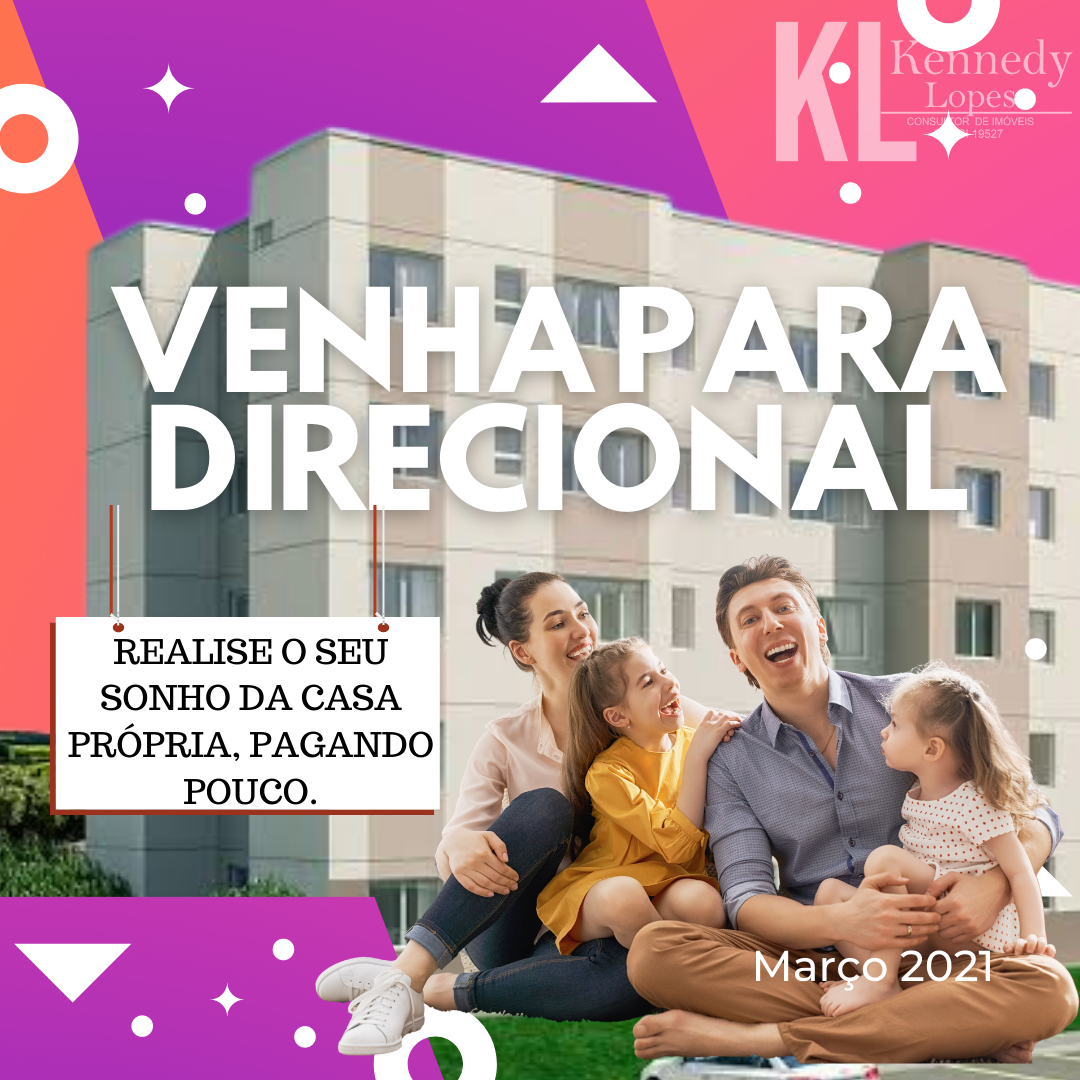 KL
Kennedy
Lopes
CONSULTOR DE IMÓVEIS
19527
VENHA PARA
DIRECIONAL
REALISE O SEU
SONHO DA CASA
PRÓPRIA, PAGANDO
POUCO.
Março 2021